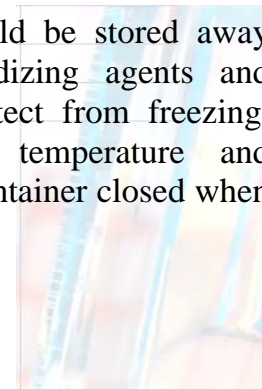 ld be stored away
dizing agents and
tect from freezing
temperature and
ntainer closed when